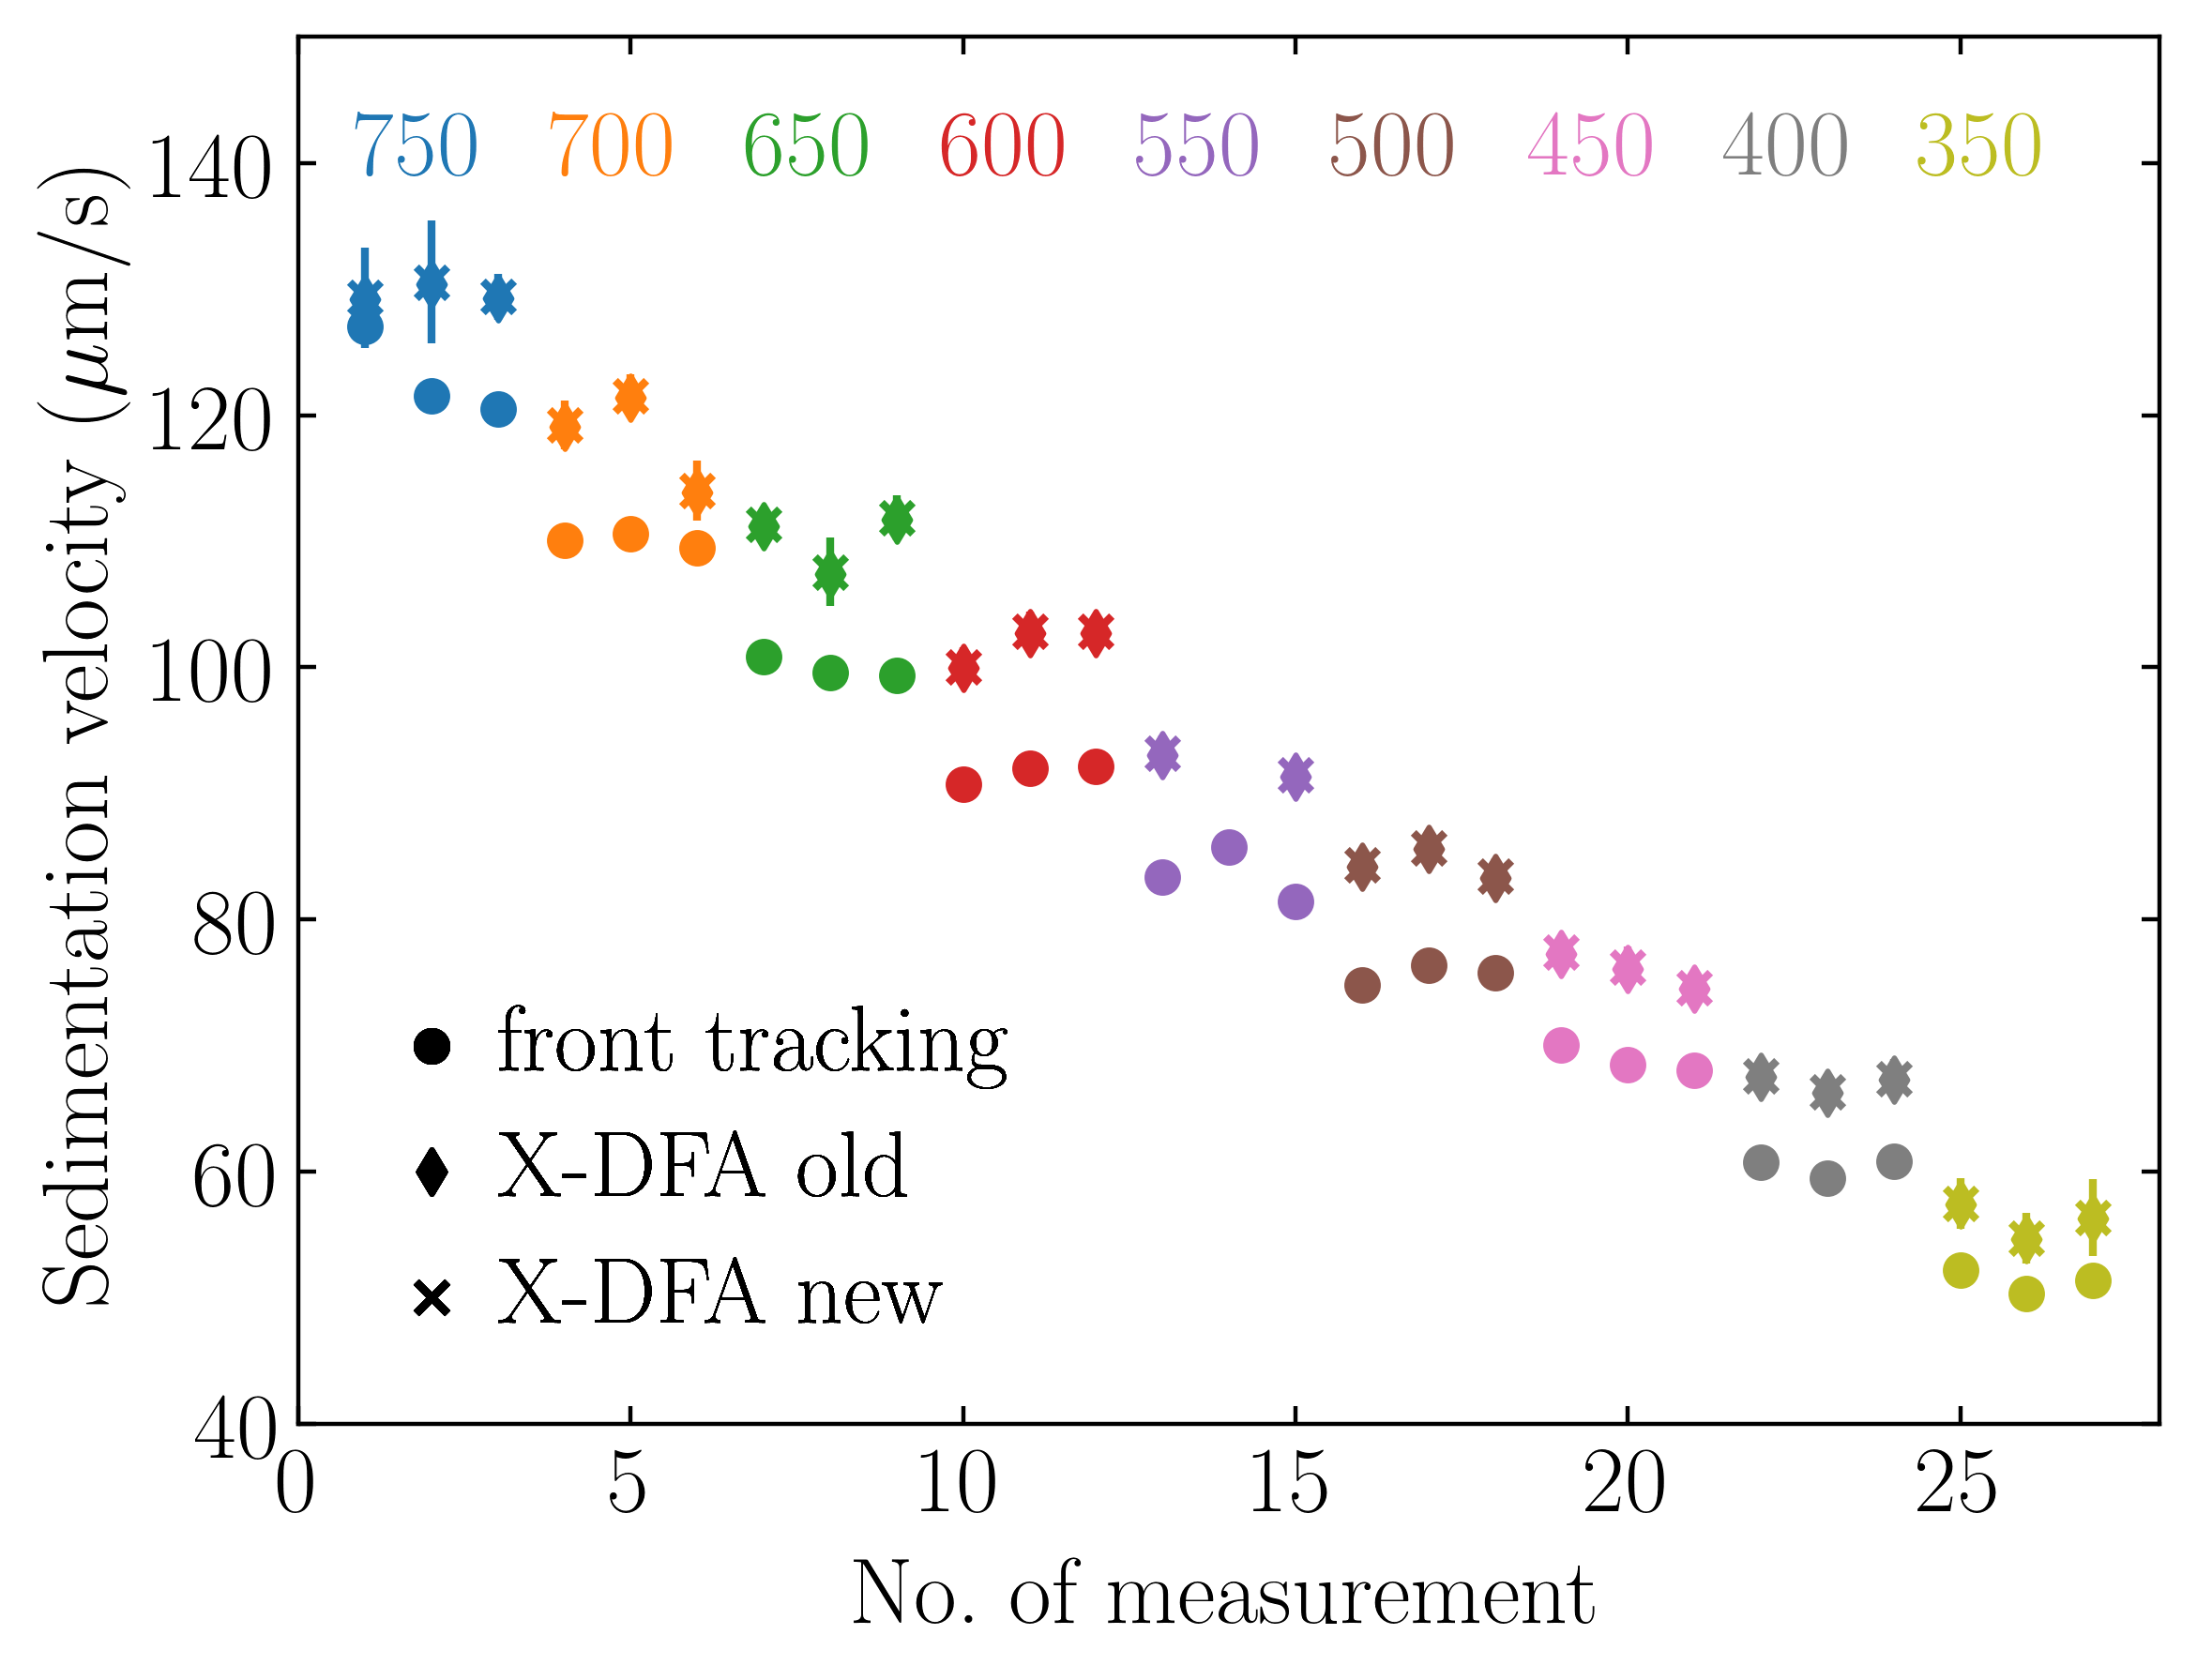 750 700 650 600 550 500 450 400 350
Sedimentation velocity (μm/s)
140
120
100
80
60
40
front tracking
X-DFA old
X-DFA new
0 5 10 15 20 25
No. of measurement